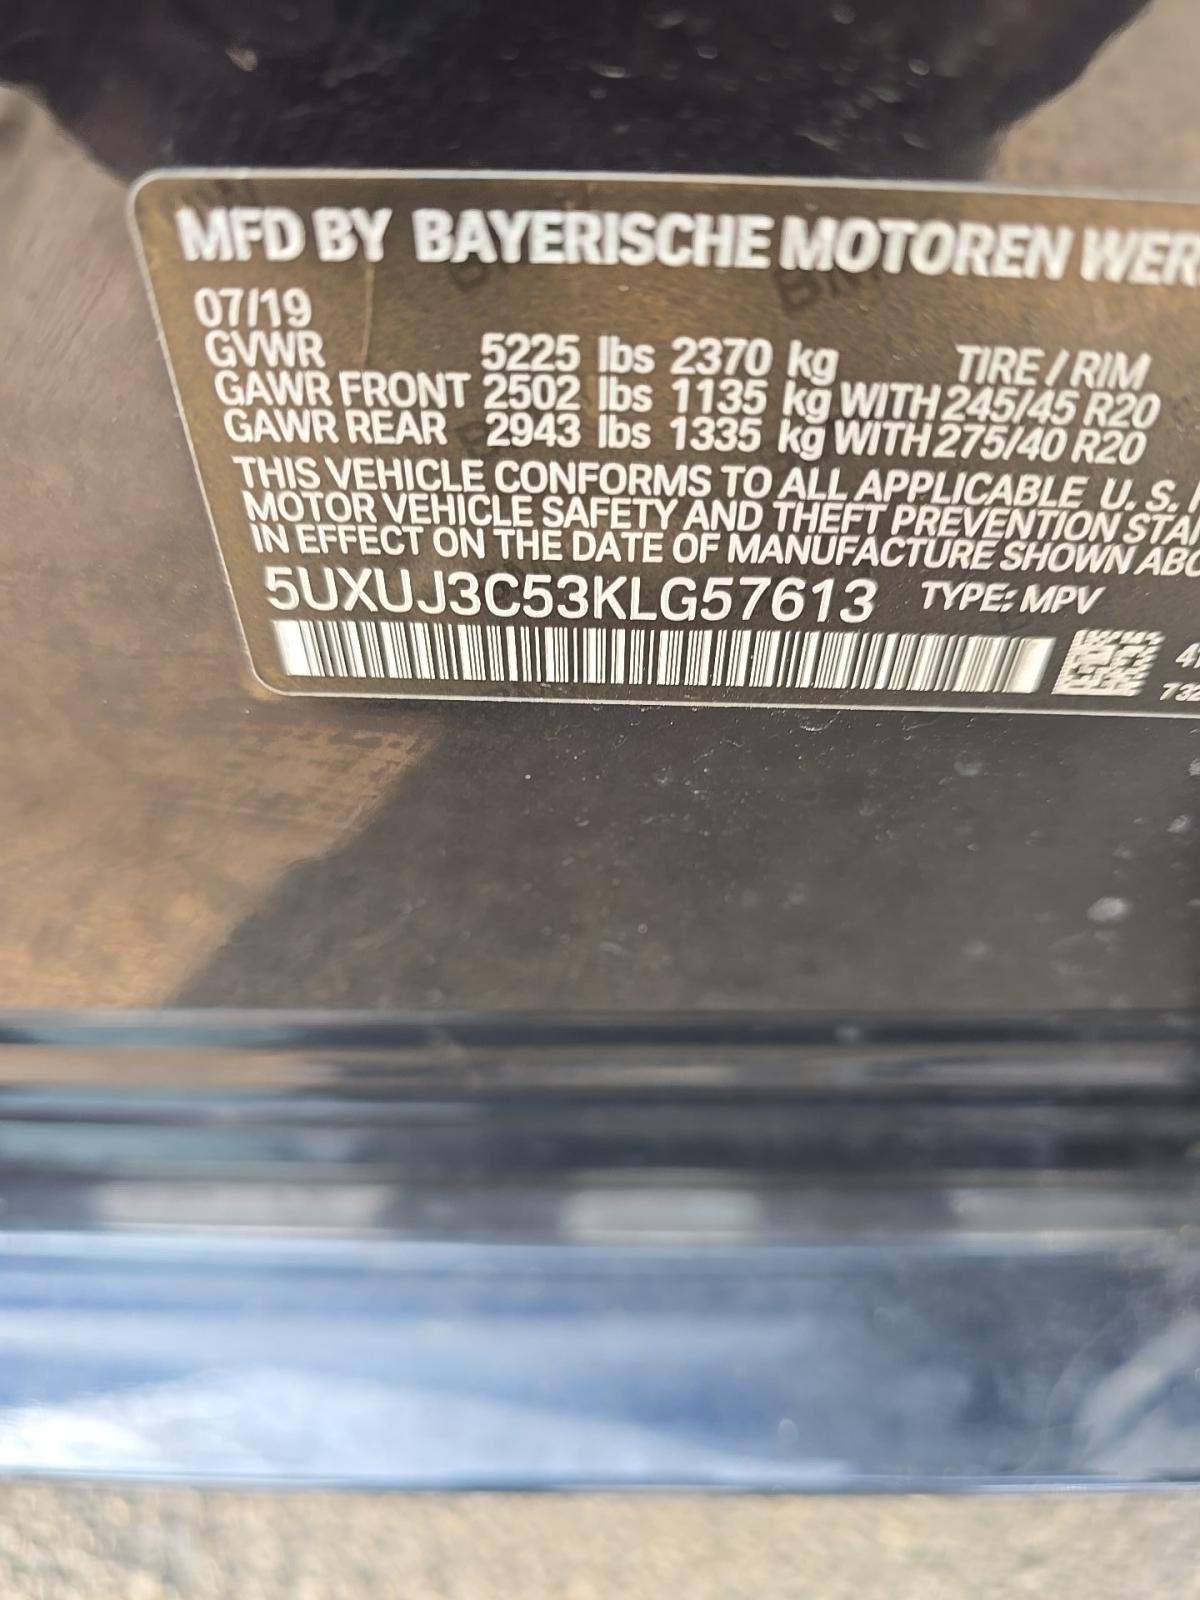 MFD BY BAYERISCHE MOTOREN WER
07/19
GVWR 5225 lbs 2370 kg TIRE / RIM
GAWR FRONT 2502 lbs 1135 kg WITH 245/45 R20
GAWR REAR 2943 lbs 1335 kg WITH 275/40 R20
THIS VEHICLE CONFORMS TO ALL APPLICABLE U. S.
MOTOR VEHICLE SAFETY AND THEFT PREVENTION STA
IN EFFECT ON THE DATE OF MANUFACTURE SHOWN ABO
5UXUJ3C53KLG57613 TYPE: MPV